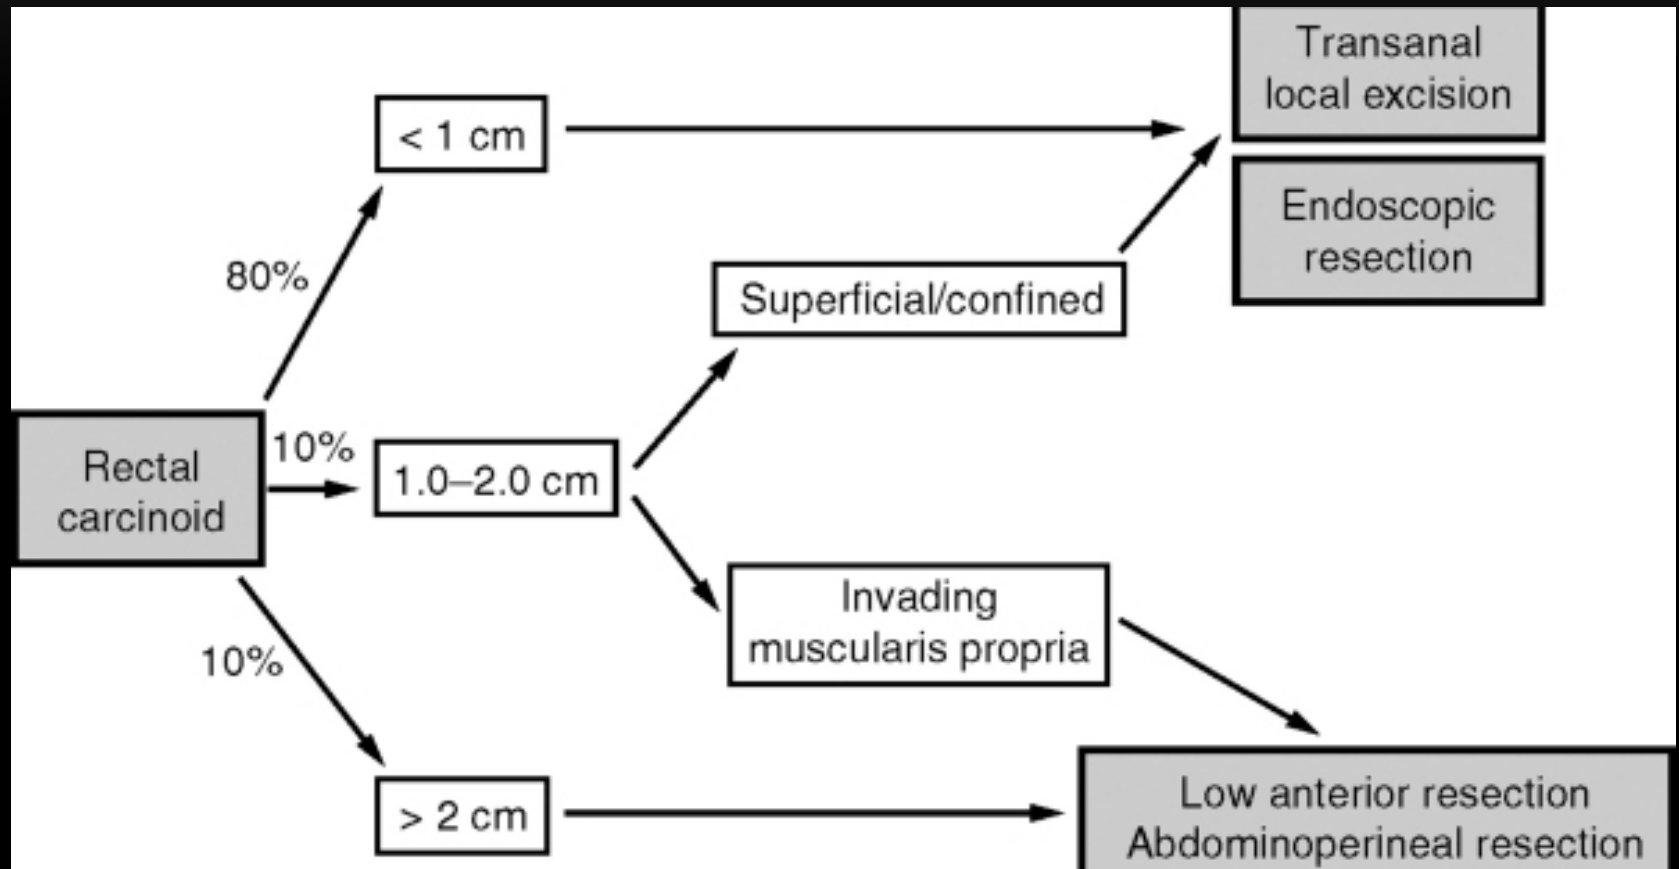 Transanal
local excision
< 1 cm
Endoscopic
resection
80%
Superficial/confined
10%
Rectal
carcinoid
1.0–2.0 cm
Invading
muscularis propria
10%
> 2 cm
Low anterior resection
Abdominoperineal resection